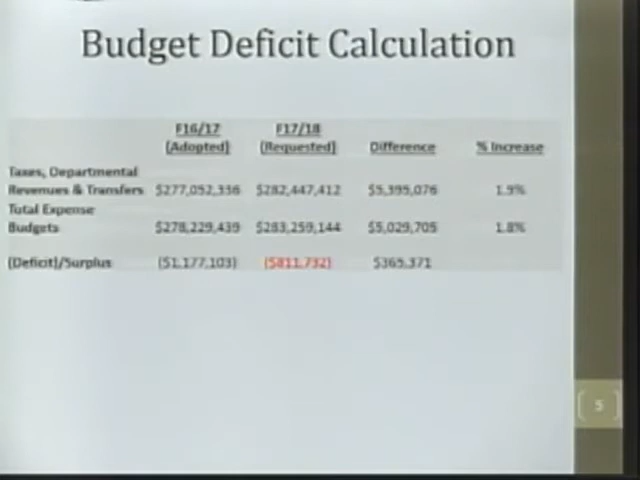 Budget Deficit Calculation
F16/17 F17/18
(Adopted) (Requested) Difference % Increase
Taxes, Departmental
Revenues & Transfers $277,052,336 $282,447,412 $5,395,076 1.9%
Total Expense
Budgets $278,229,439 $283,259,144 $5,029,705 1.8%
(Deficit)/Surplus ($1,177,103) ($811,732) $365,371
5